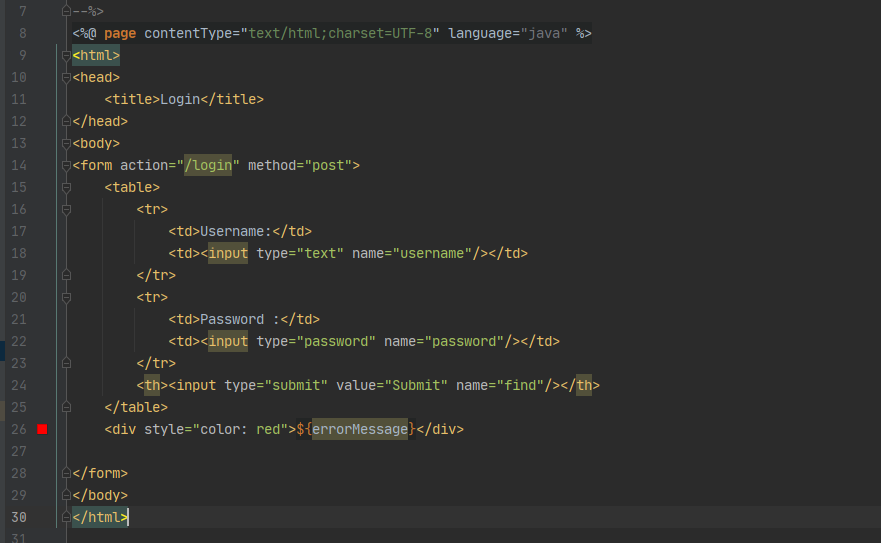 7 --%>
8 <%@ page contentType="text/html;charset=UTF-8" language="java" %>
9 <html>
10 <head>
11     <title>Login</title>
12 </head>
13 <body>
14 <form action="/login" method="post">
15     <table>
16         <tr>
17             <td>Username:</td>
18             <td><input type="text" name="username"/></td>
19         </tr>
20         <tr>
21             <td>Password :</td>
22             <td><input type="password" name="password"/></td>
23         </tr>
24         <th><input type="submit" value="Submit" name="find"/></th>
25     </table>
26     <div style="color: red">${errorMessage}</div>
27
28 </form>
29 </body>
30 </html>
31